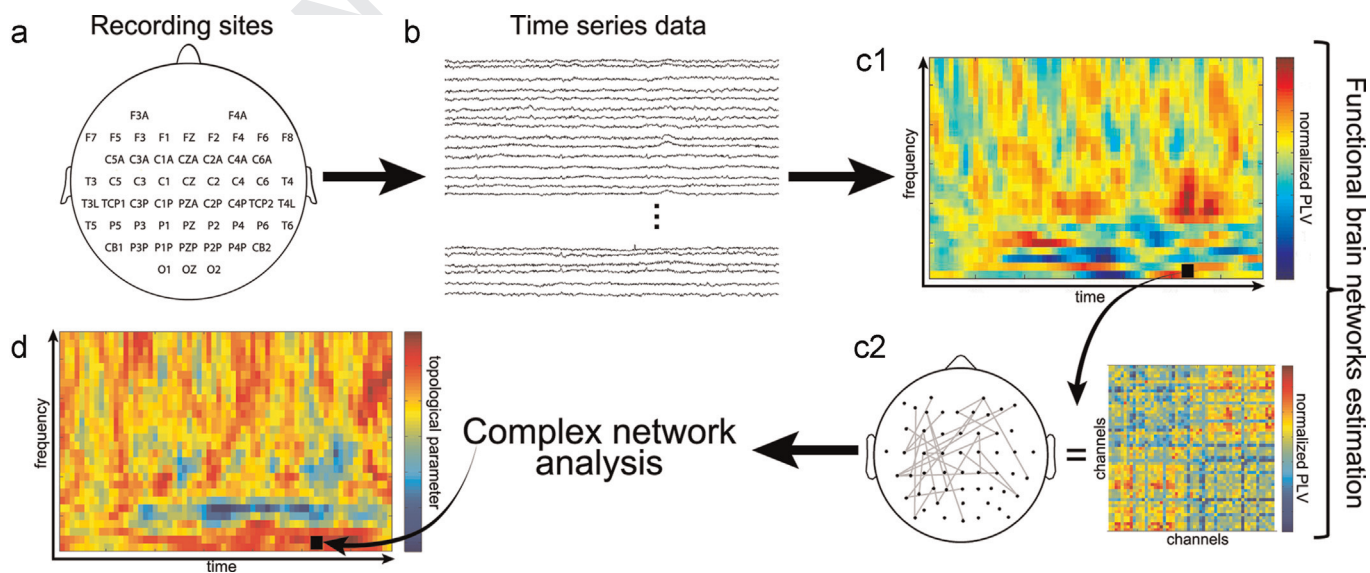 a
Recording sites
F3A F4A
F7 F5 F3 F1 FZ F2 F4 F6 F8
C5A C3A C1A CZA C2A C4A C6A
T3 C5 C3 C1 CZ C2 C4 C6 T4
T3L TCP1 C3P C1P PZA C2P C4P TCP2 T4L
T5 P5 P3 P1 PZ P2 P4 P6 T6
CB1 P3P P1P PZP P2P P4P CB2
O1 OZ O2
b
Time series data
c1
frequency
time
normalized PLV
Functional brain networks estimation
c2
=
channels
channels
normalized PLV
Complex network
analysis
d
frequency
time
topological parameter